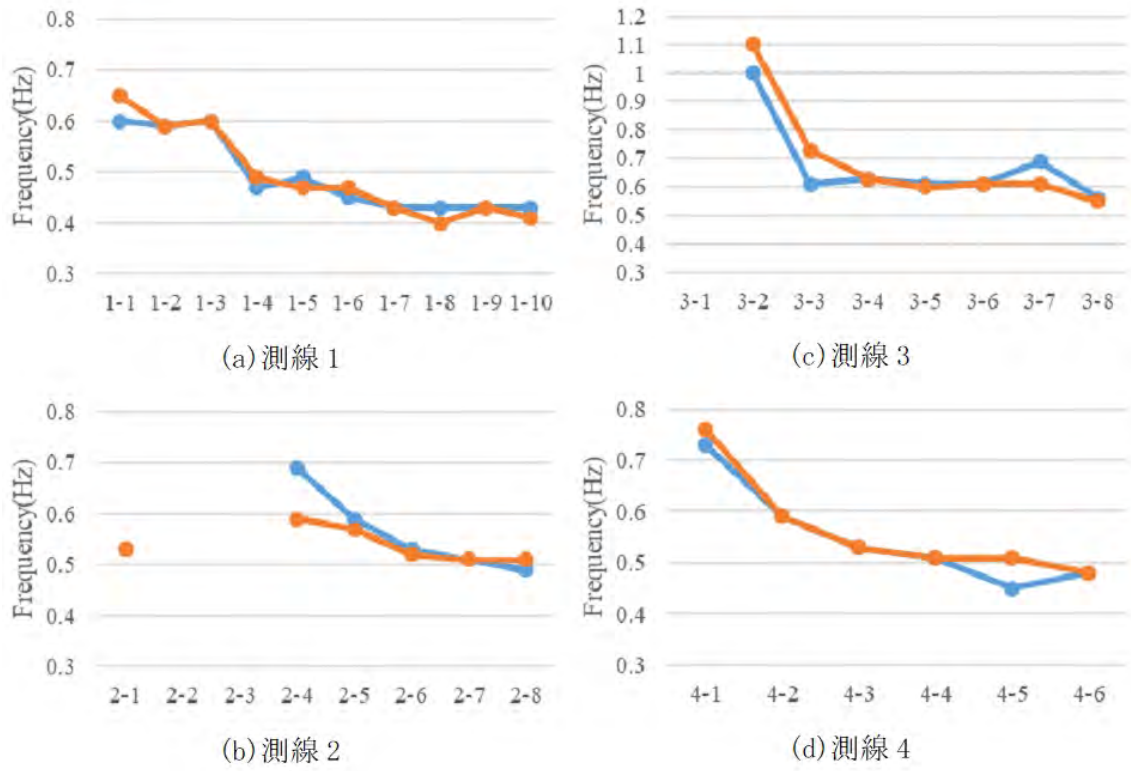 0.8
0.7
0.6
0.5
0.4
0.3
Frequency(Hz)
1-1 1-2 1-3 1-4 1-5 1-6 1-7 1-8 1-9 1-10
(a)測線1
1.2
1.1
1
0.9
0.8
0.7
0.6
0.5
0.4
0.3
Frequency(Hz)
3-1 3-2 3-3 3-4 3-5 3-6 3-7 3-8
(c)測線3
0.8
0.7
0.6
0.5
0.4
0.3
Frequency(Hz)
2-1 2-2 2-3 2-4 2-5 2-6 2-7 2-8
(b)測線2
0.8
0.7
0.6
0.5
0.4
0.3
Frequency(Hz)
4-1 4-2 4-3 4-4 4-5 4-6
(d)測線4